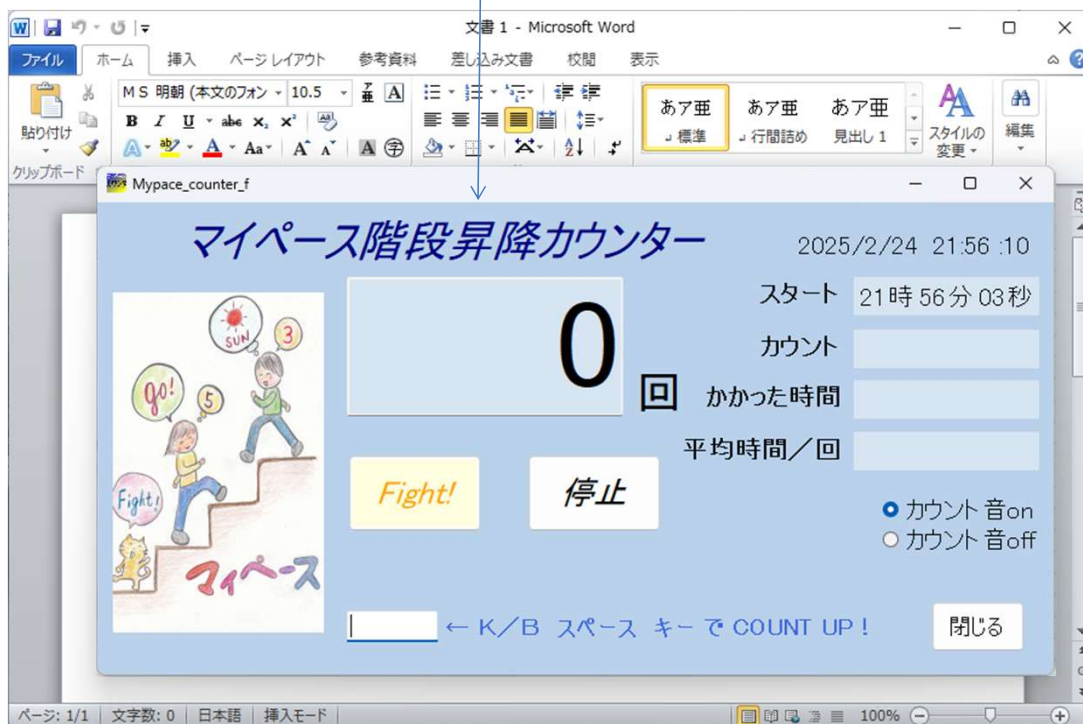 文書 1 - Microsoft Word
ファイル ホーム 挿入 ページ レイアウト 参考資料 差し込み文書 校閲 表示
ＭＳ 明朝 (本文のフォン 10.5
B I U abc x₂ x²
Aa A A A 字
貼り付け
クリップボード
あア亜 あア亜 あア亜
標準 行間詰め 見出し 1
スタイルの
変更
編集
Mypace_counter_f
マイペース階段昇降カウンター
2025/2/24 21:56 :10
スタート 21時 56分 03秒
0 回
カウント
かかった時間
平均時間／回
SUN
3
go!
5
Fight!
マイペース
Fight!
停止
カウント 音on
カウント 音off
← K／B スペース キー で COUNT UP！
閉じる
ページ: 1/1 文字数: 0 日本語 挿入モード 100%